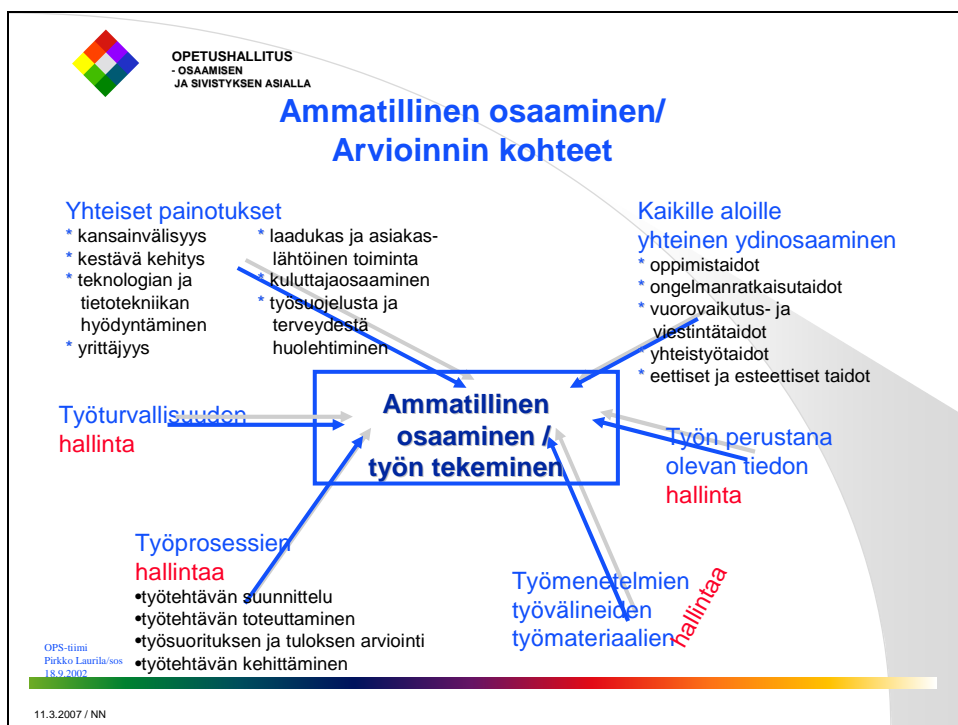 OPETUSHALLITUS
- OSAAMISEN
JA SIVISTYKSEN ASIALLA
Ammatillinen osaaminen/
Arvioinnin kohteet
Yhteiset painotukset
* kansainvälisyys
* kestävä kehitys
* teknologian ja
tietotekniikan
hyödyntäminen
* yrittäjyys
* laadukas ja asiakas-
lähtöinen toiminta
* kuluttajaosaaminen
* työsuojelusta ja
terveydestä
huolehtiminen
Kaikille aloille
yhteinen ydinosaaminen
* oppimistaidot
* ongelmanratkaisutaidot
* vuorovaikutus- ja
viestintätaidot
* yhteistyötaidot
* eettiset ja esteettiset taidot
Ammatillinen
osaaminen /
työn tekeminen
Työturvallisuudon
hallinta
Työn perustana
olevan tiedon
hallinta
Työprosessien
hallintaa
•työtehtävän suunnittelu
•työtehtävän toteuttaminen
•työsuorituksen ja tuloksen arviointi
•työtehtävän kehittäminen
Työmenetelmien
työvälineiden
työmateriaalien
hallintaa
OPS-tiimi
Pirkko Laurila/sos
18.9.2002
11.3.2007 / NN